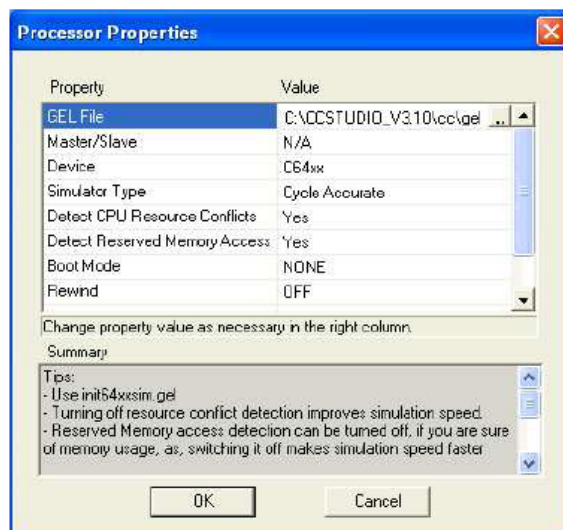 Processor Properties
Property Value
GEL File C:\CCSTUDIO_V3.10\cc\gel ..
Master/Slave N/A
Device C64xx
Simulator Type Cycle Accurate
Detect CPU Resource Conflicts Yes
Detect Reserved Memory Access Yes
Boot Mode NONE
Rewind OFF
Change property value as necessary in the right column.
Summary
Tips:
- Use init64xxsim.gel
- Turning off resource conflict detection improves simulation speed.
- Reserved Memory access detection can be turned off, if you are sure
of memory usage, as, switching it off makes simulation speed faster
OK Cancel